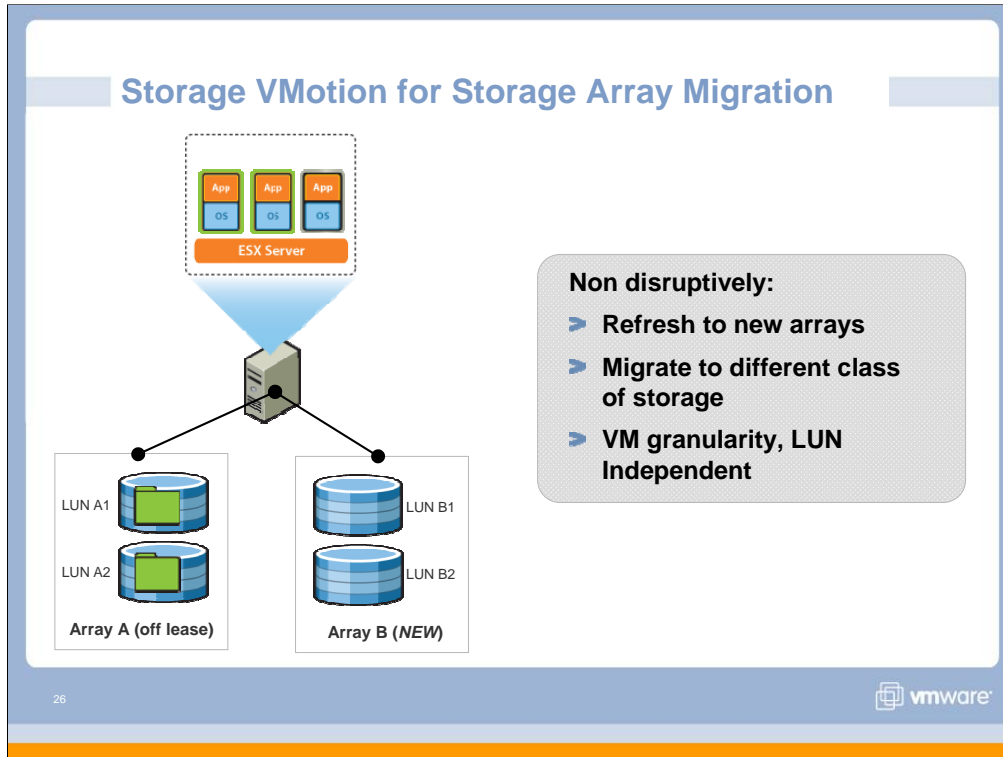 Storage VMotion for Storage Array Migration
App App App
OS OS OS
ESX Server
Non disruptively:
Refresh to new arrays
Migrate to different class
of storage
VM granularity, LUN
Independent
LUN A1
LUN A2
Array A (off lease)
LUN B1
LUN B2
Array B (NEW)
26
vmware